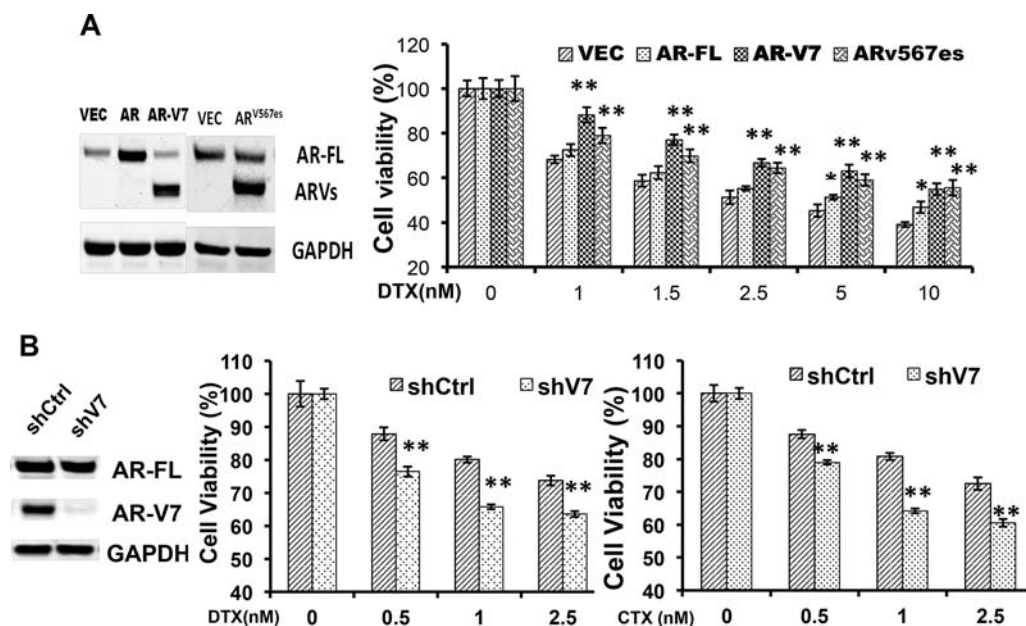 A
VEC AR AR-V7 VEC ARV567es
AR-FL
ARVs
GAPDH
Cell viability (%)
120
100
80
60
40
20
VEC AR-FL AR-V7 ARv567es
** ** ** ** ** ** * ** ** * ** **
DTX(nM) 0 1 1.5 2.5 5 10
B
shCtrl shV7
AR-FL
AR-V7
GAPDH
Cell Viability (%)
110
100
90
80
70
60
50
40
shCtrl shV7
** ** **
DTX(nM) 0 0.5 1 2.5
Cell Viability (%)
110
100
90
80
70
60
50
40
shCtrl shV7
** ** **
CTX(nM) 0 0.5 1 2.5